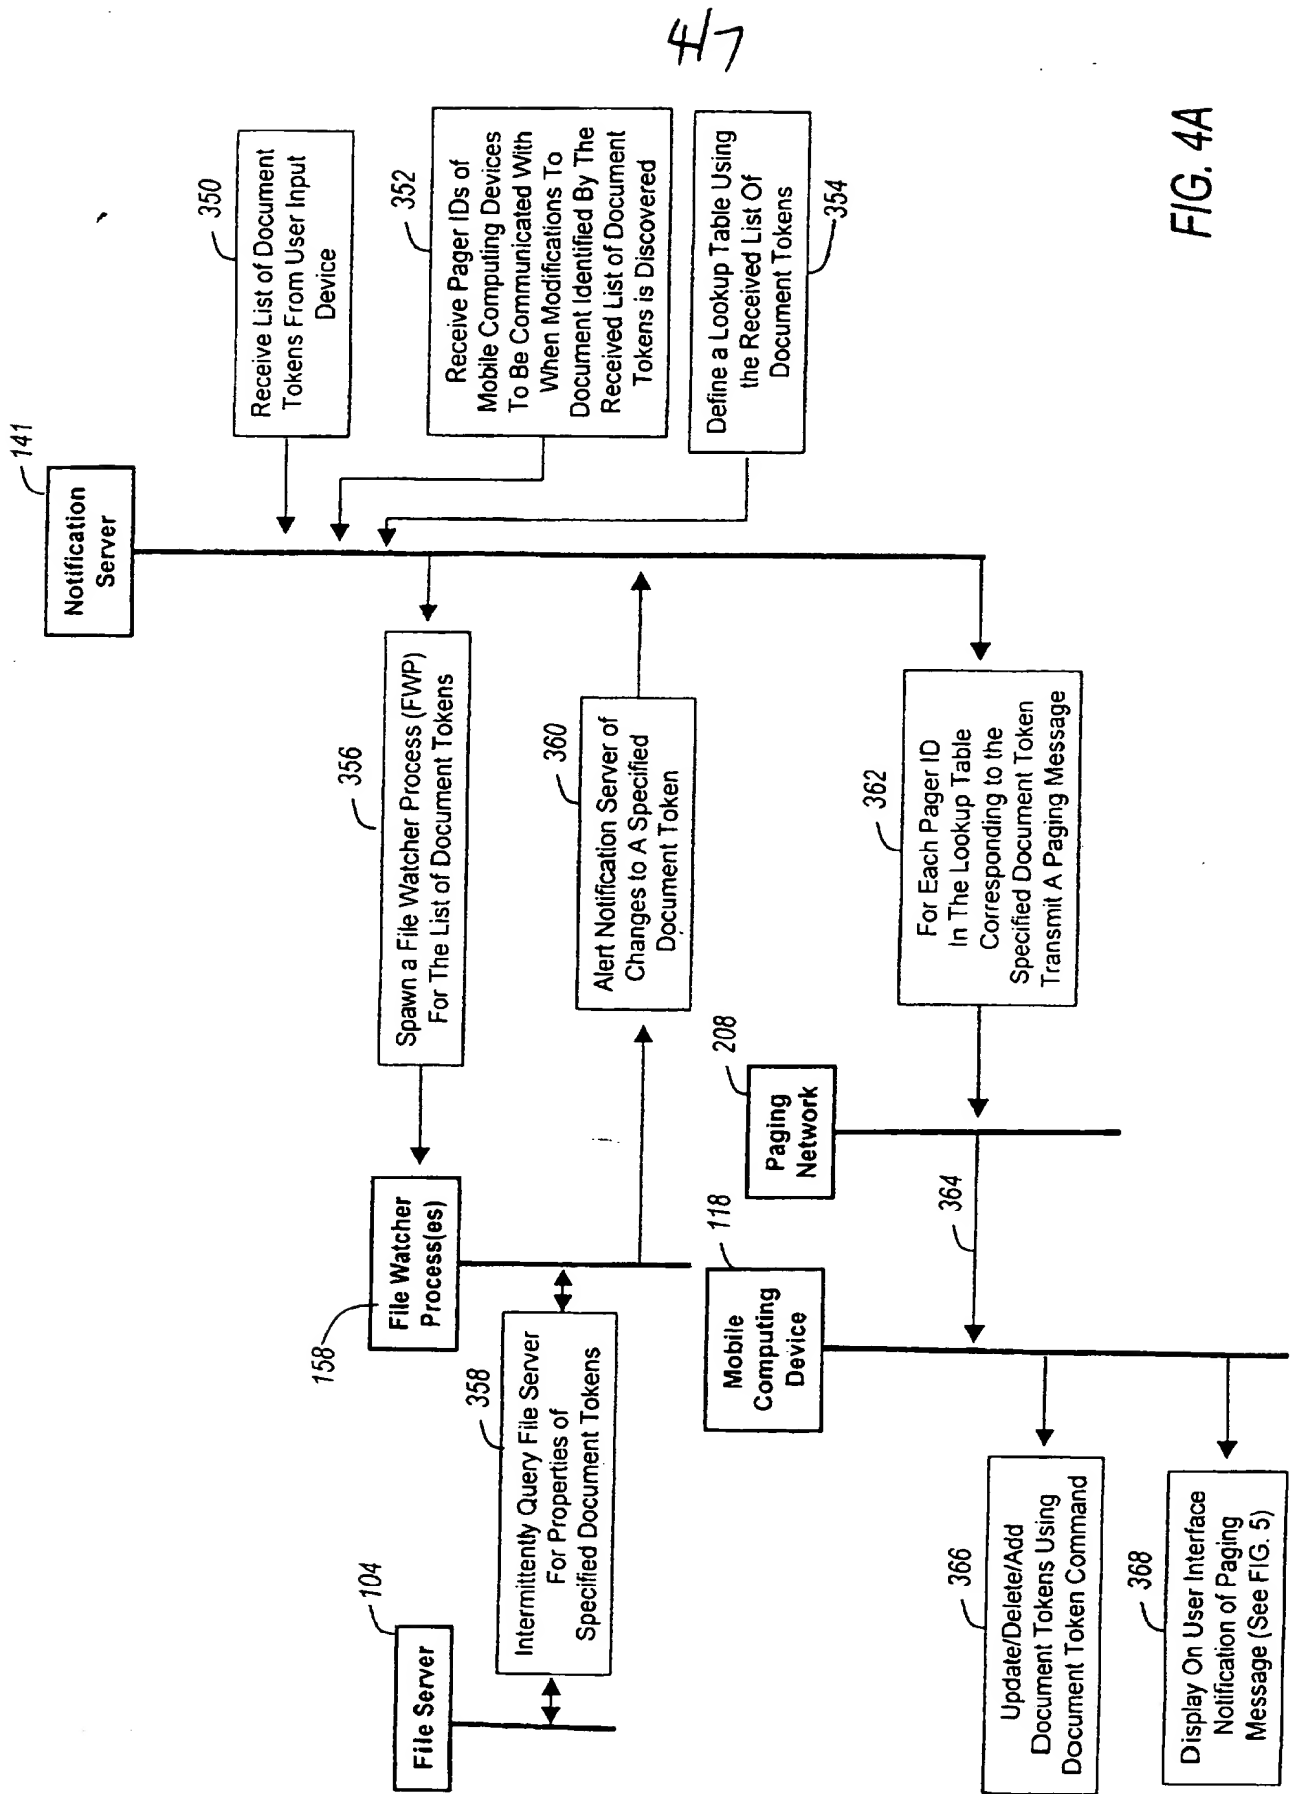 4/7
141
Notification
Server
350
Receive List of Document
Tokens From User Input
Device
352
Receive Pager IDs of
Mobile Computing Devices
To Be Communicated With
When Modifications To
Document Identified By The
Received List of Document
Tokens is Discovered
Define a Lookup Table Using
the Received List Of
Document Tokens
354
356
Spawn a File Watcher Process (FWP)
For The List of Document Tokens
158
File Watcher
Process(es)
104
File Server
358
Intermittently Query File Server
For Properties of
Specified Document Tokens
360
Alert Notification Server of
Changes to A Specified
Document Token
362
For Each Pager ID
In The Lookup Table
Corresponding to the
Specified Document Token
Transmit A Paging Message
208
Paging
Network
364
118
Mobile
Computing
Device
366
Update/Delete/Add
Document Tokens Using
Document Token Command
368
Display On User Interface
Notification of Paging
Message (See FIG. 5)
FIG. 4A